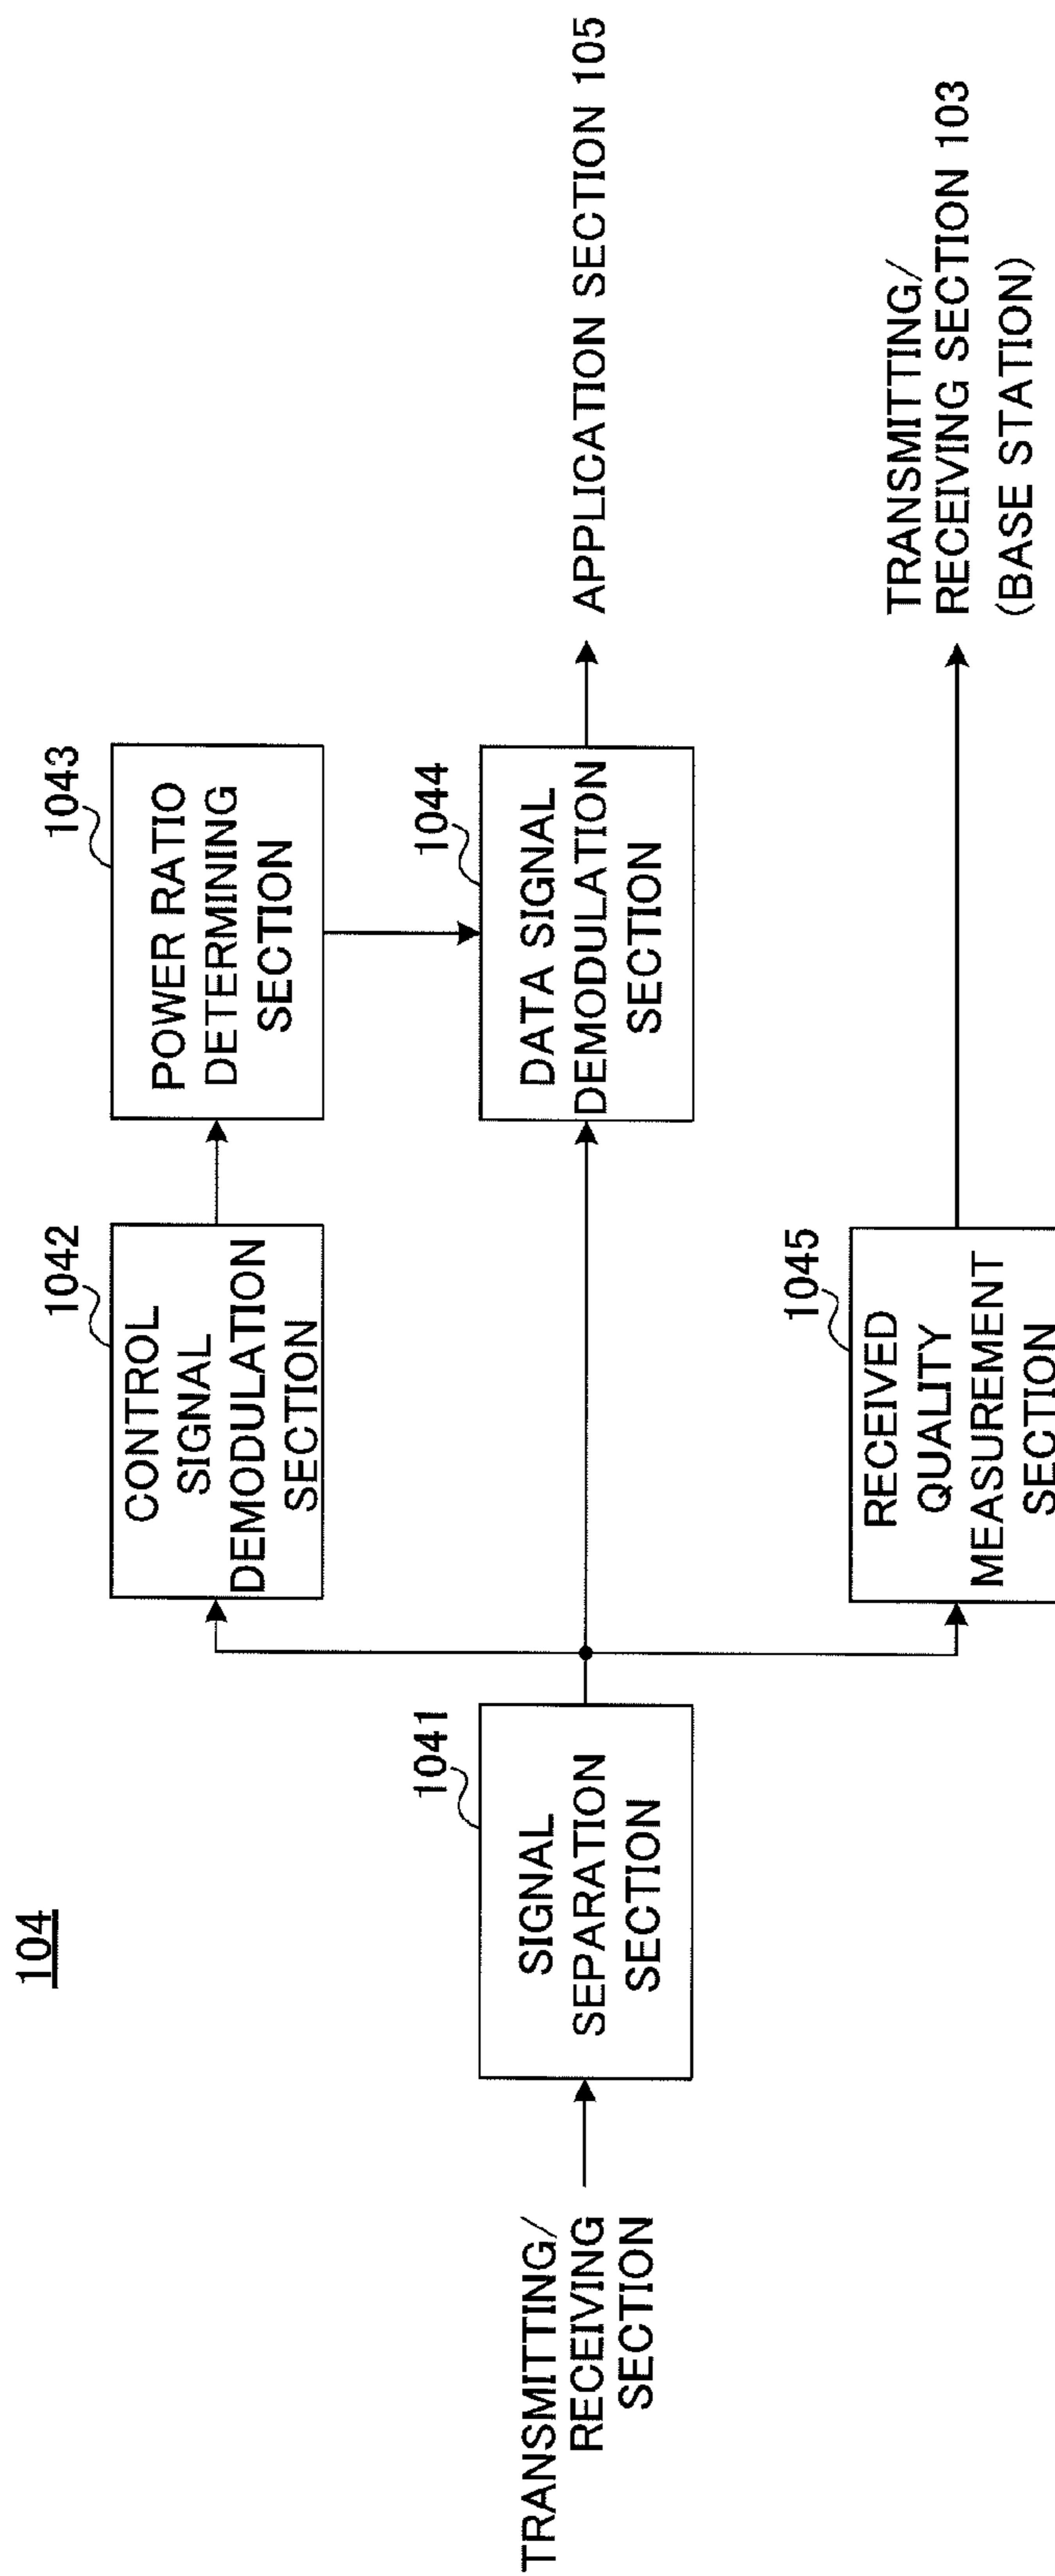 104
TRANSMITTING/
RECEIVING
SECTION
1041
SIGNAL
SEPARATION
SECTION
1042
CONTROL
SIGNAL
DEMODULATION
SECTION
1043
POWER RATIO
DETERMINING
SECTION
1044
DATA SIGNAL
DEMODULATION
SECTION
APPLICATION SECTION 105
1045
RECEIVED
QUALITY
MEASUREMENT
SECTION
TRANSMITTING/
RECEIVING SECTION 103
(BASE STATION)